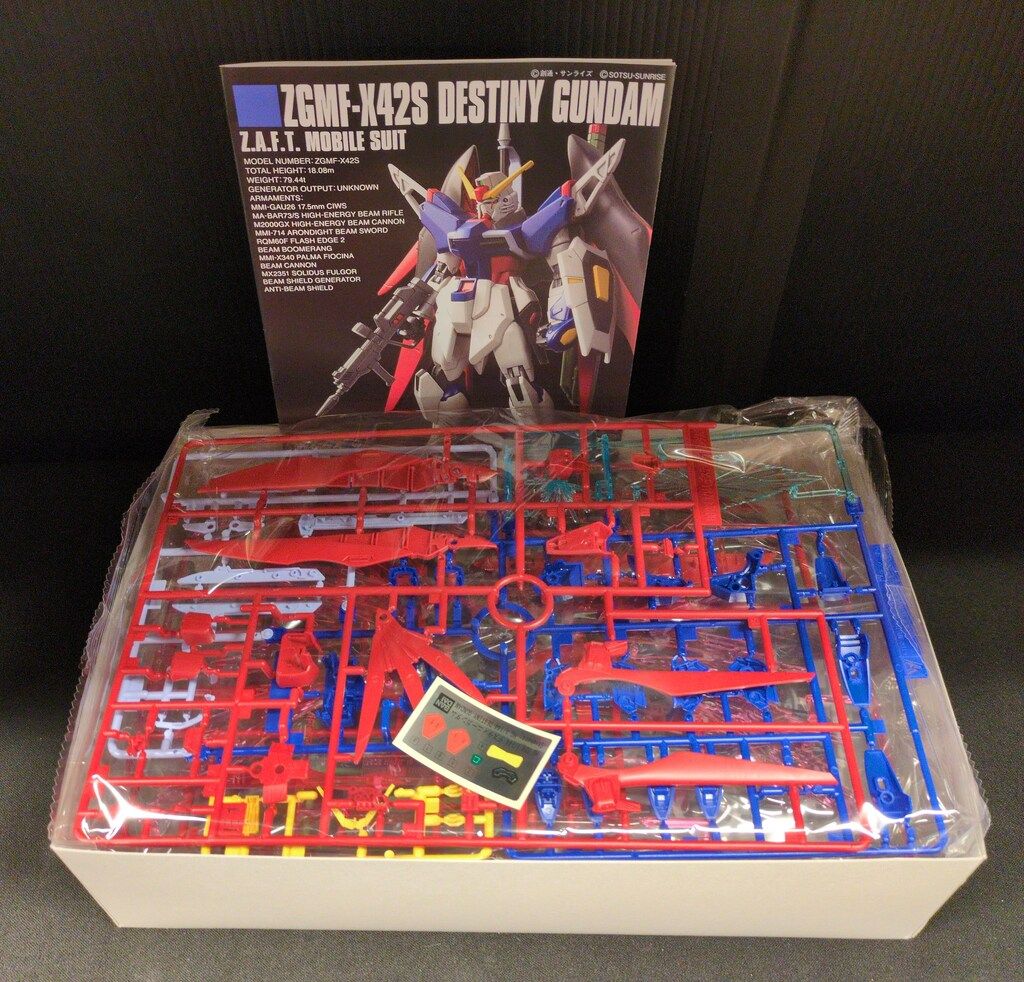 ©創通・サンライズ ©SOTSU・SUNRISE
ZGMF-X42S DESTINY GUNDAM
Z.A.F.T. MOBILE SUIT
MODEL NUMBER: ZGMF-X42S
TOTAL HEIGHT: 18.08m
WEIGHT: 79.44t
GENERATOR OUTPUT: UNKNOWN
ARMAMENTS:
MMI-GAU26 17.5mm CIWS
MA-BAR73/S HIGH-ENERGY BEAM RIFLE
M2000GX HIGH-ENERGY BEAM CANNON
MMI-714 ARONDIGHT BEAM SWORD
RQM60F FLASH EDGE 2
BEAM BOOMERANG
MMI-X340 PALMA FIOCINA
BEAM CANNON
MX2351 SOLIDUS FULGOR
BEAM SHIELD GENERATOR
ANTI-BEAM SHIELD